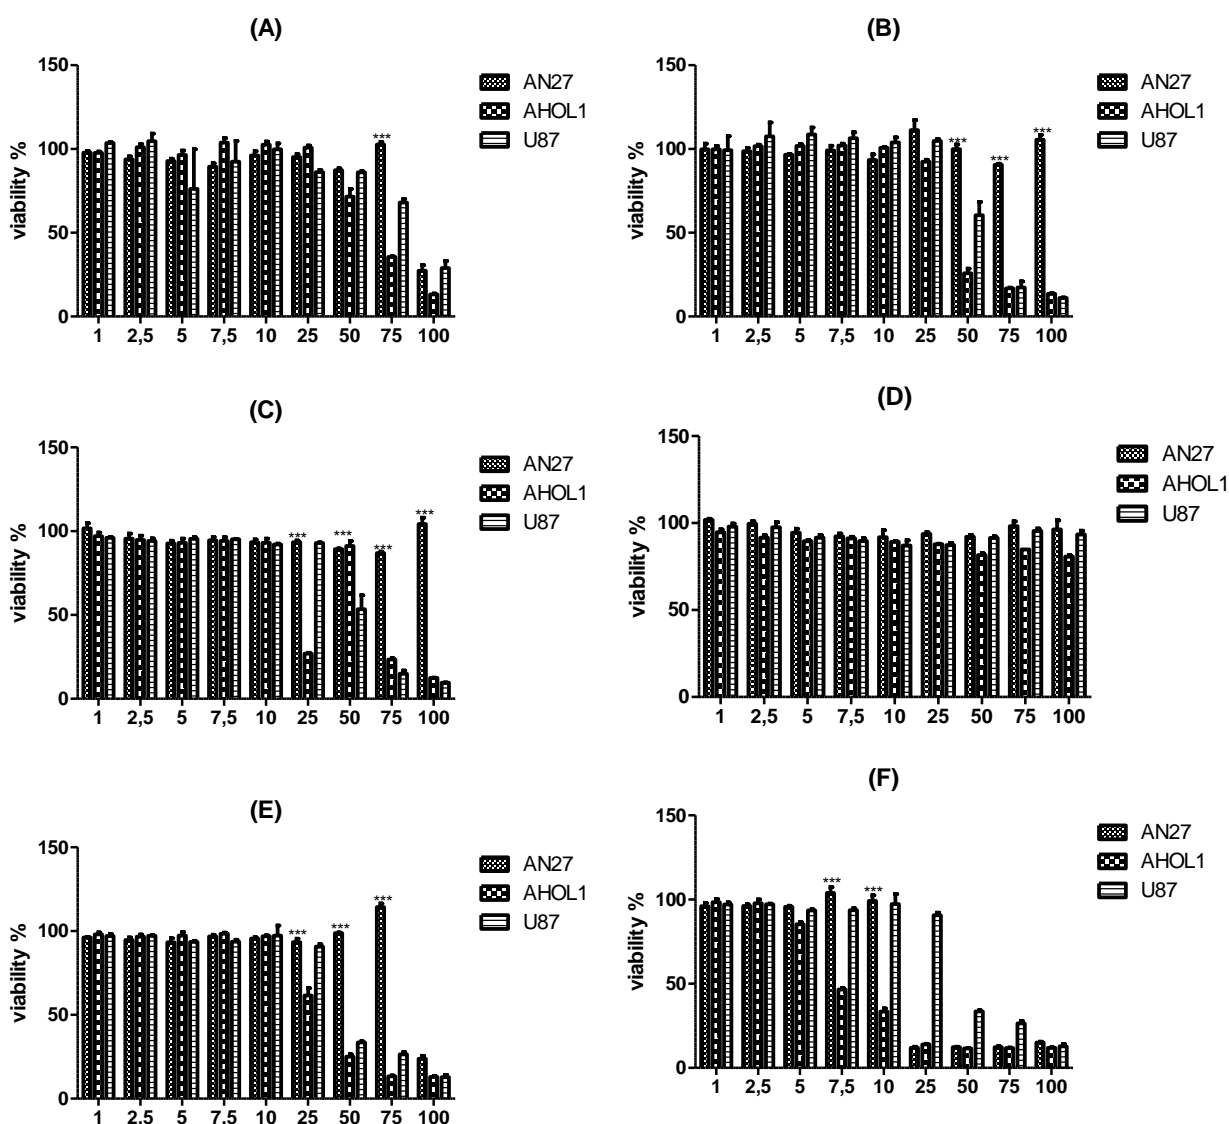 (A)
150
100
50
0
viability %
AN27
AHOL1
U87
***
1 2,5 5 7,5 10 25 50 75 100
(B)
150
100
50
0
viability %
AN27
AHOL1
U87
*** *** ***
1 2,5 5 7,5 10 25 50 75 100
(C)
150
100
50
0
viability %
AN27
AHOL1
U87
*** *** *** ***
1 2,5 5 7,5 10 25 50 75 100
(D)
150
100
50
0
viability %
AN27
AHOL1
U87
1 2,5 5 7,5 10 25 50 75 100
(E)
150
100
50
0
viability %
AN27
AHOL1
U87
*** *** ***
1 2,5 5 7,5 10 25 50 75 100
(F)
150
100
50
0
viability %
AN27
AHOL1
U87
*** ***
1 2,5 5 7,5 10 25 50 75 100